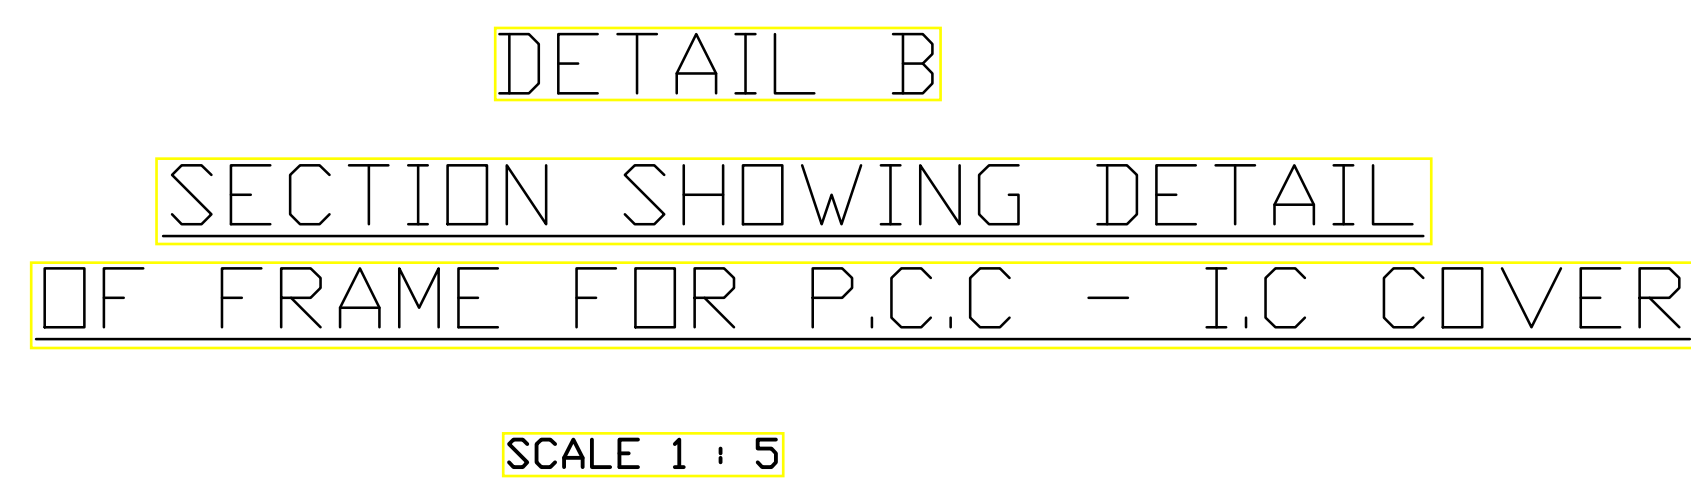 DETAIL B
SECTION SHOWING DETAIL
OF FRAME FOR P.C.C - I.C COVER
SCALE 1 : 5